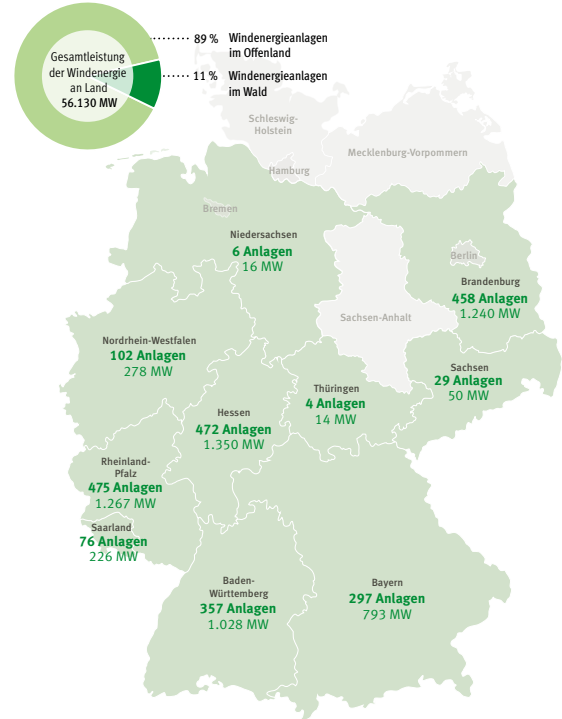 Gesamtleistung
der Windenergie
an Land
56.130 MW
89 % Windenergieanlagen
im Offenland
11 % Windenergieanlagen
im Wald
Schleswig-
Holstein
Mecklenburg-Vorpommern
Hamburg
Bremen
Niedersachsen
6 Anlagen
16 MW
Berlin
Brandenburg
458 Anlagen
1.240 MW
Sachsen-Anhalt
Nordrhein-Westfalen
102 Anlagen
278 MW
Sachsen
29 Anlagen
50 MW
Thüringen
4 Anlagen
14 MW
Hessen
472 Anlagen
1.350 MW
Rheinland-
Pfalz
475 Anlagen
1.267 MW
Saarland
76 Anlagen
226 MW
Baden-
Württemberg
357 Anlagen
1.028 MW
Bayern
297 Anlagen
793 MW